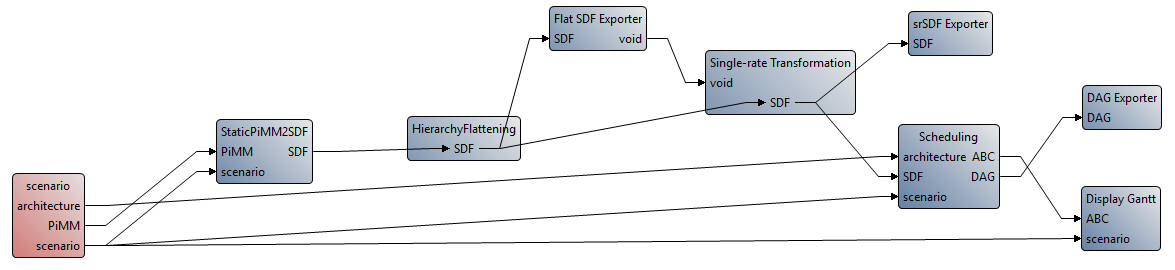 scenario
architecture
PiMM
scenario
StaticPiMM2SDF
PiMM SDF
scenario
HierarchyFlattening
SDF
Flat SDF Exporter
SDF void
Single-rate Transformation
void
SDF
srSDF Exporter
SDF
Scheduling
architecture ABC
SDF DAG
scenario
DAG Exporter
DAG
Display Gantt
ABC
scenario